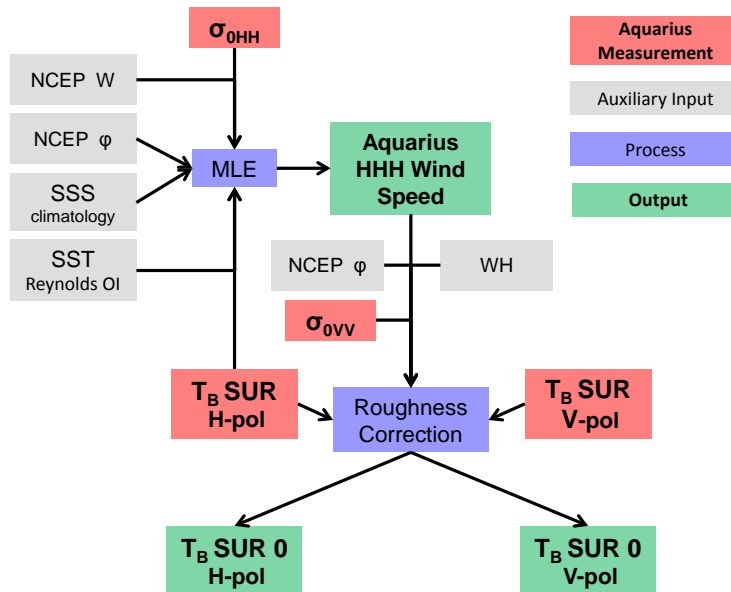 σ0HH
Aquarius
Measurement
NCEP W
Auxiliary Input
NCEP φ
MLE
Aquarius
HHH Wind
Speed
Process
SSS
climatology
Output
SST
Reynolds OI
NCEP φ
WH
σ0VV
TB SUR
H-pol
Roughness
Correction
TB SUR
V-pol
TB SUR 0
H-pol
TB SUR 0
V-pol